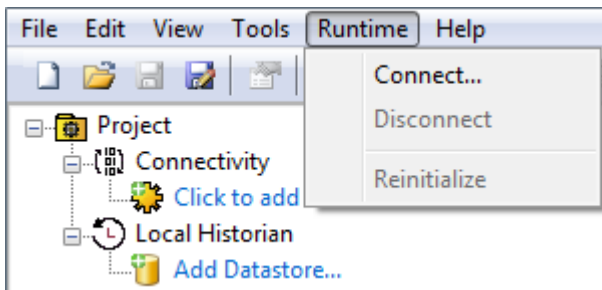 File Edit View Tools Runtime Help
Connect...
Disconnect
Reinitialize
Project
Connectivity
Click to add
Local Historian
Add Datastore...